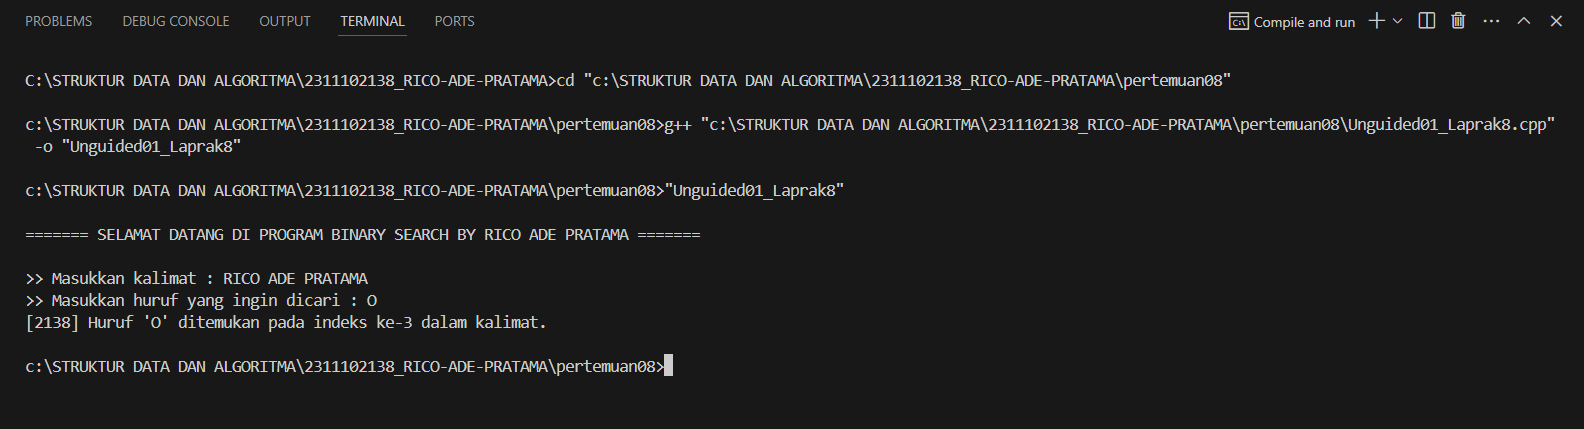 PROBLEMS DEBUG CONSOLE OUTPUT TERMINAL PORTS Compile and run
C:\STRUKTUR DATA DAN ALGORITMA\2311102138_RICO-ADE-PRATAMA>cd "c:\STRUKTUR DATA DAN ALGORITMA\2311102138_RICO-ADE-PRATAMA\pertemuan08"
c:\STRUKTUR DATA DAN ALGORITMA\2311102138_RICO-ADE-PRATAMA\pertemuan08>g++ "c:\STRUKTUR DATA DAN ALGORITMA\2311102138_RICO-ADE-PRATAMA\pertemuan08\Unguided01_Laprak8.cpp"
-o "Unguided01_Laprak8"
c:\STRUKTUR DATA DAN ALGORITMA\2311102138_RICO-ADE-PRATAMA\pertemuan08>"Unguided01_Laprak8"
======= SELAMAT DATANG DI PROGRAM BINARY SEARCH BY RICO ADE PRATAMA =======
>> Masukkan kalimat : RICO ADE PRATAMA
>> Masukkan huruf yang ingin dicari : O
[2138] Huruf 'O' ditemukan pada indeks ke-3 dalam kalimat.
c:\STRUKTUR DATA DAN ALGORITMA\2311102138_RICO-ADE-PRATAMA\pertemuan08>